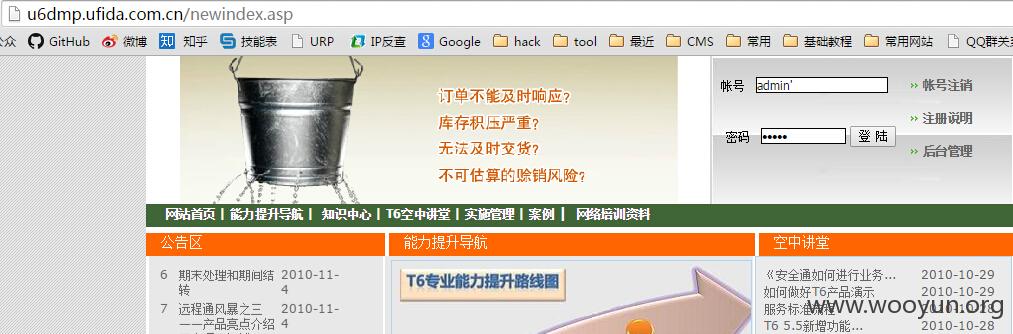 u6dmp.ufida.com.cn/newindex.asp
公众 GitHub 微博 知乎 技能表 URP IP反查 Google hack tool 最近 CMS 常用 基础教程 常用网站 QQ群关
订单不能及时响应?
库存积压严重?
无法及时交货?
不可估算的赊销风险?
帐号 admin' 帐号注销
注册说明
密码 ••••• 登 陆
后台管理
网站首页 | 能力提升导航 | 知识中心 | T6空中讲堂 | 实施管理 | 案例 | 网络培训资料
公告区 能力提升导航 空中讲堂
6 期末处理和期间结转 2010-11-4
7 远程通风暴之三
——产品亮点介绍 2010-11-4
T6专业能力提升路线图
《安全通如何进行业务... 2010-10-29
如何做好T6产品演示 2010-10-29
服务标准流程 2010-10-28
T6 5.5新增功能... 2010-10-28
www.wooyun.org